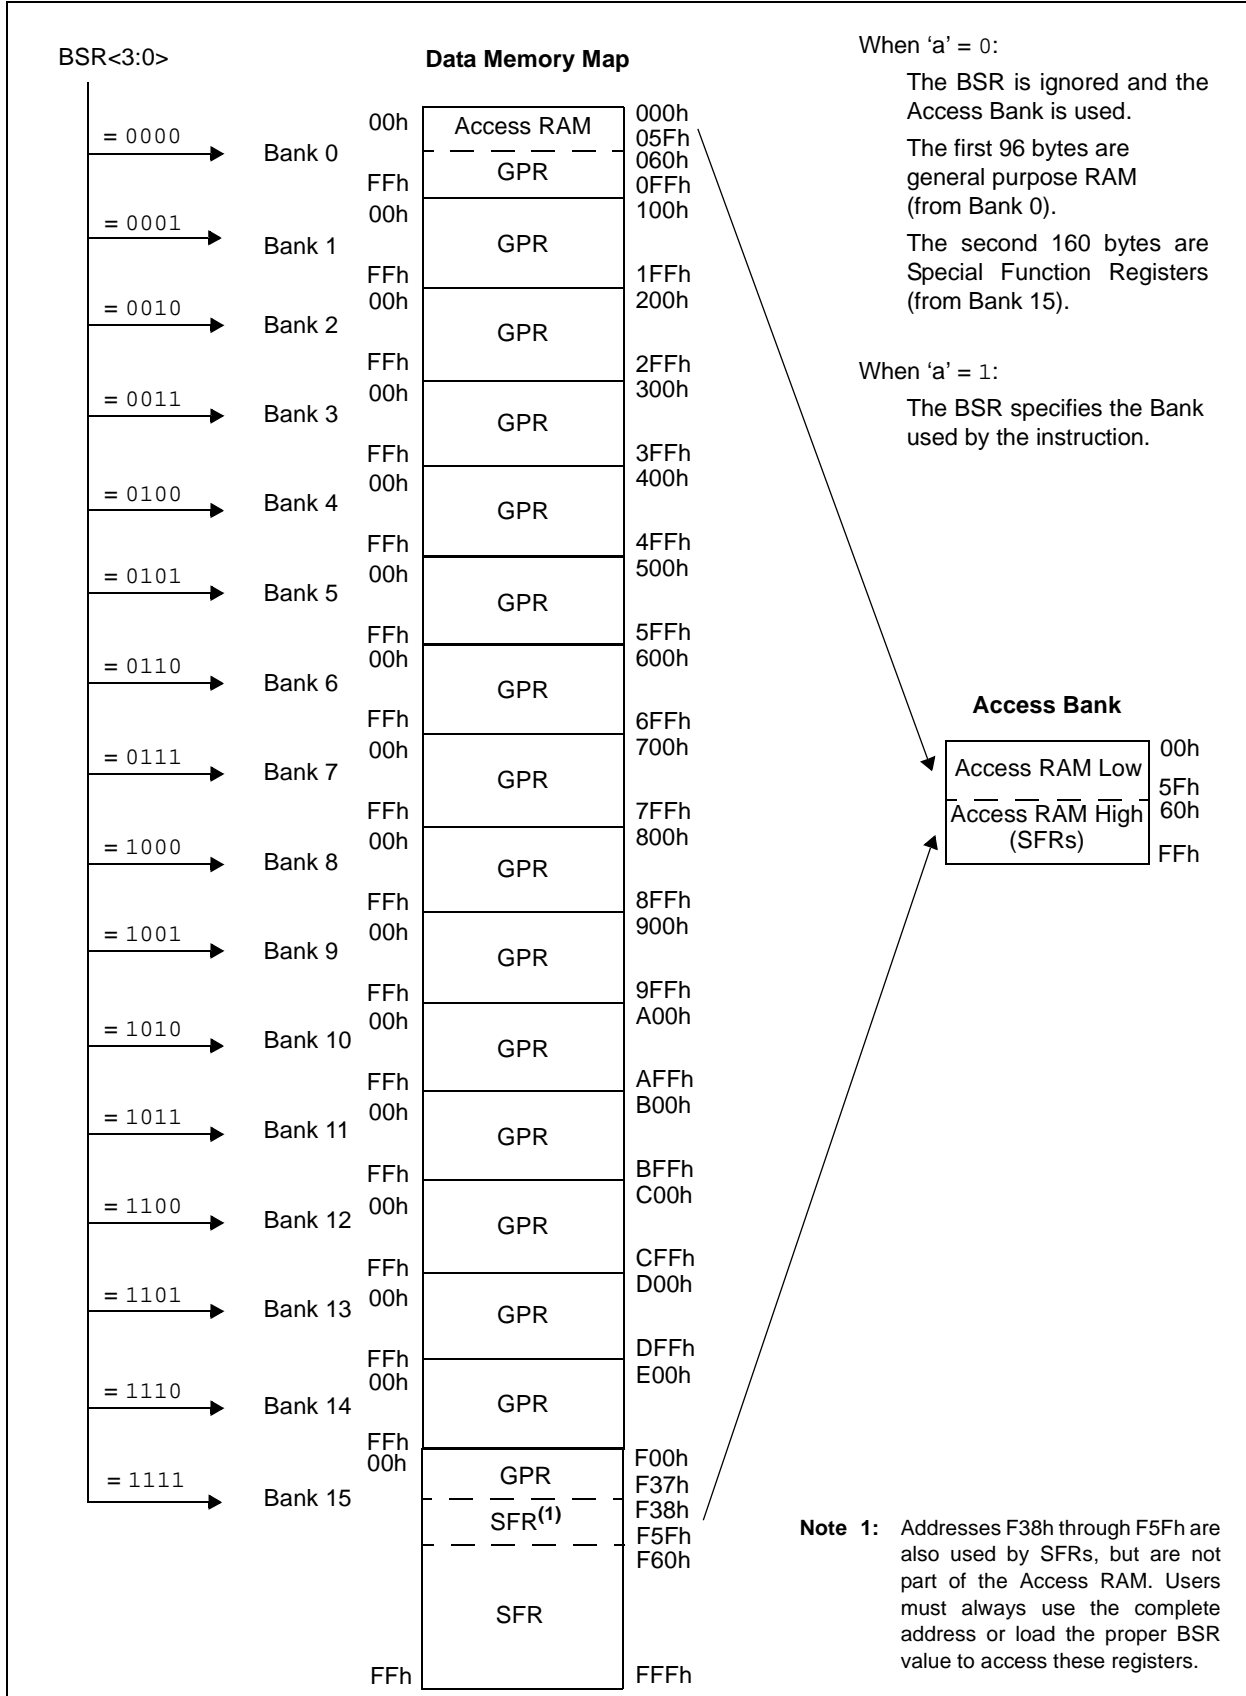 BSR<3:0>
Data Memory Map
When ‘a’ = 0:
The BSR is ignored and the
Access Bank is used.
The first 96 bytes are
general purpose RAM
(from Bank 0).
The second 160 bytes are
Special Function Registers
(from Bank 15).
When ‘a’ = 1:
The BSR specifies the Bank
used by the instruction.
= 0000
Bank 0
00h
Access RAM
000h
05Fh
060h
GPR
FFh
0FFh
= 0001
Bank 1
00h
GPR
100h
FFh
1FFh
= 0010
Bank 2
00h
GPR
200h
FFh
2FFh
= 0011
Bank 3
00h
GPR
300h
FFh
3FFh
= 0100
Bank 4
00h
GPR
400h
FFh
4FFh
= 0101
Bank 5
00h
GPR
500h
FFh
5FFh
= 0110
Bank 6
00h
GPR
600h
FFh
6FFh
= 0111
Bank 7
00h
GPR
700h
FFh
7FFh
= 1000
Bank 8
00h
GPR
800h
FFh
8FFh
= 1001
Bank 9
00h
GPR
900h
FFh
9FFh
= 1010
Bank 10
00h
GPR
A00h
FFh
AFFh
= 1011
Bank 11
00h
GPR
B00h
FFh
BFFh
= 1100
Bank 12
00h
GPR
C00h
FFh
CFFh
= 1101
Bank 13
00h
GPR
D00h
FFh
DFFh
= 1110
Bank 14
00h
GPR
E00h
FFh
= 1111
Bank 15
00h
GPR
F00h
F37h
SFR(1)
F38h
F5Fh
F60h
SFR
FFh
FFFh
Access Bank
Access RAM Low
00h
5Fh
Access RAM High
(SFRs)
60h
FFh
Note 1: Addresses F38h through F5Fh are
also used by SFRs, but are not
part of the Access RAM. Users
must always use the complete
address or load the proper BSR
value to access these registers.